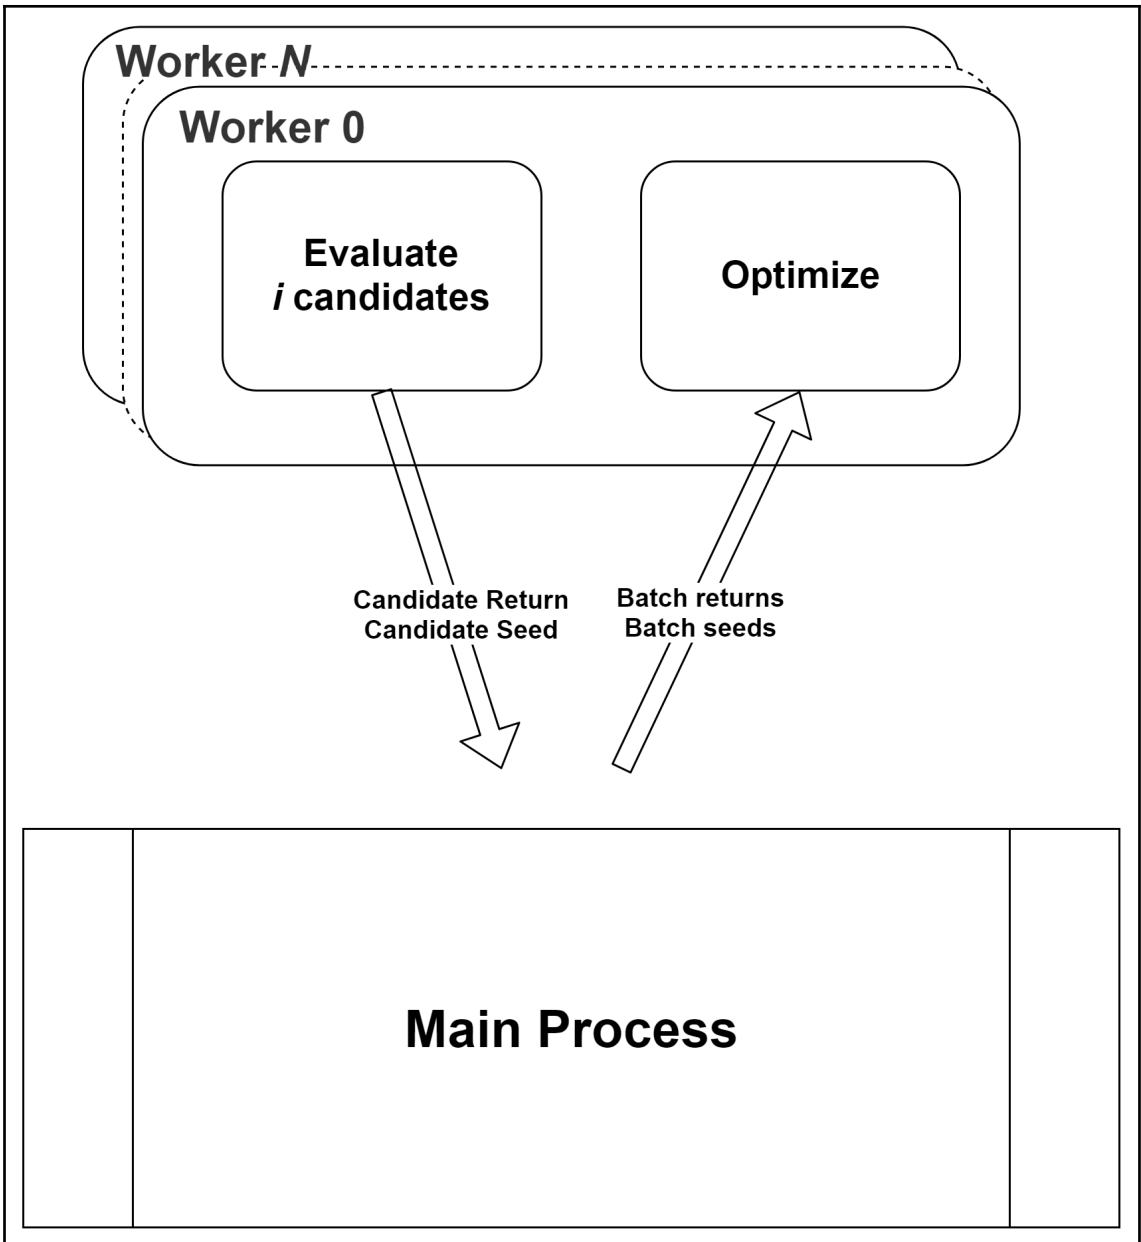 Worker N
Worker 0
Evaluate
i candidates
Optimize
Candidate Return
Candidate Seed
Batch returns
Batch seeds
Main Process